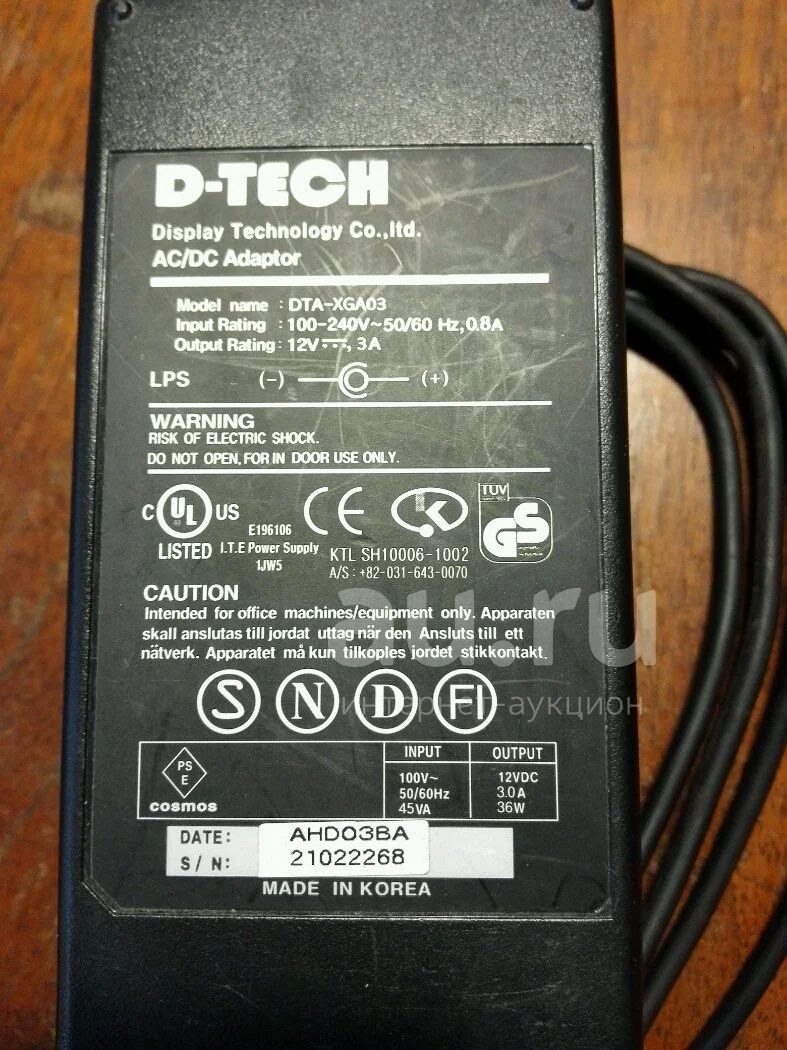 D-TECH
Display Technology Co.,ltd.
AC/DC Adaptor
Model name : DTA-XGA03
Input Rating : 100-240V~50/60 Hz, 0.8A
Output Rating : 12V⎓, 3A
LPS (-) (+)
WARNING
RISK OF ELECTRIC SHOCK.
DO NOT OPEN, FOR IN DOOR USE ONLY.
C UL US
LISTED
E196106
I.T.E Power Supply
1JW5
CE
K
KTL SH10006-1002
A/S : +82-031-643-0070
TUV
GS
CAUTION
Intended for office machines/equipment only. Apparaten
skall anslutas till jordat uttag när den Ansluts till ett
nätverk. Apparatet må kun tilkoples jordet stikkontakt.
au.ru
интернет-аукцион
S N D FI
PS
E
cosmos
INPUT OUTPUT
100V~ 12VDC
50/60Hz 3.0A
45VA 36W
DATE: AHD03BA
S/N: 21022268
MADE IN KOREA